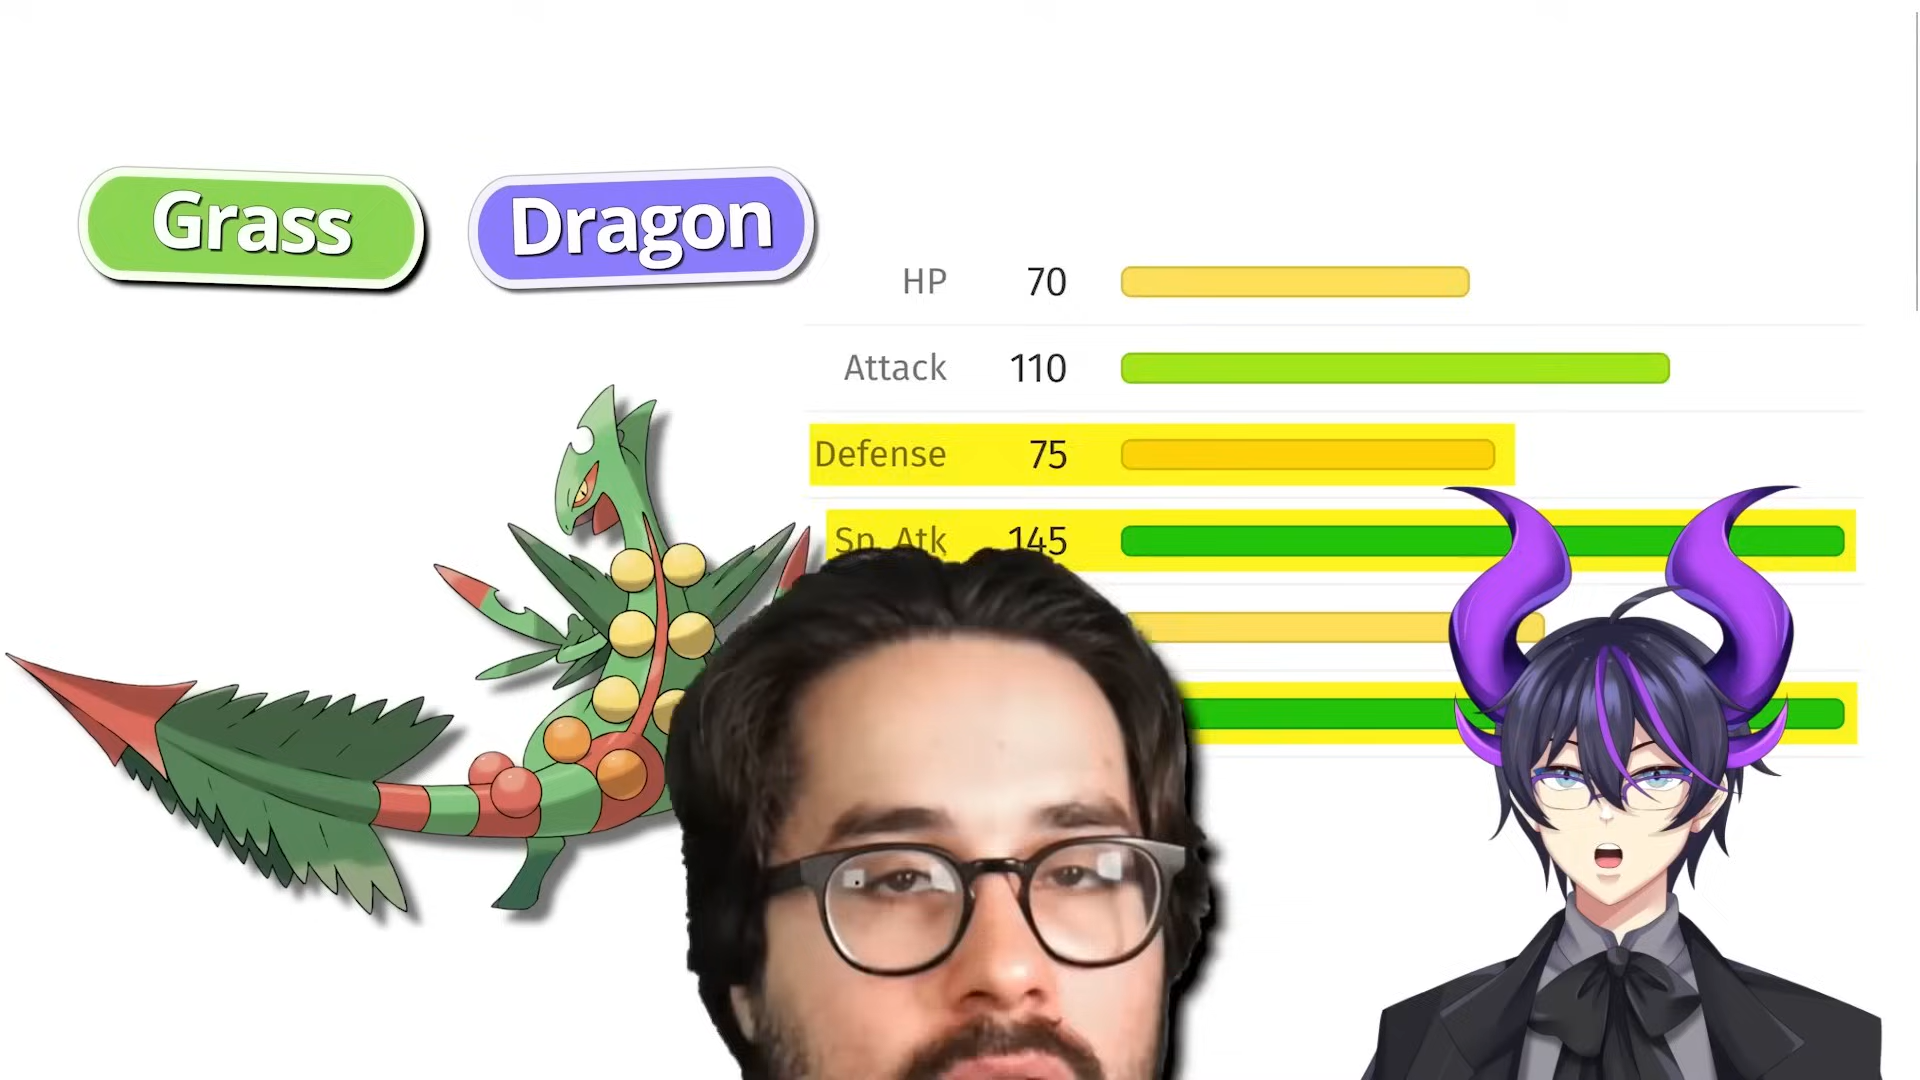 Grass Dragon
HP 70
Attack 110
Defense 75
Sp. Atk 145